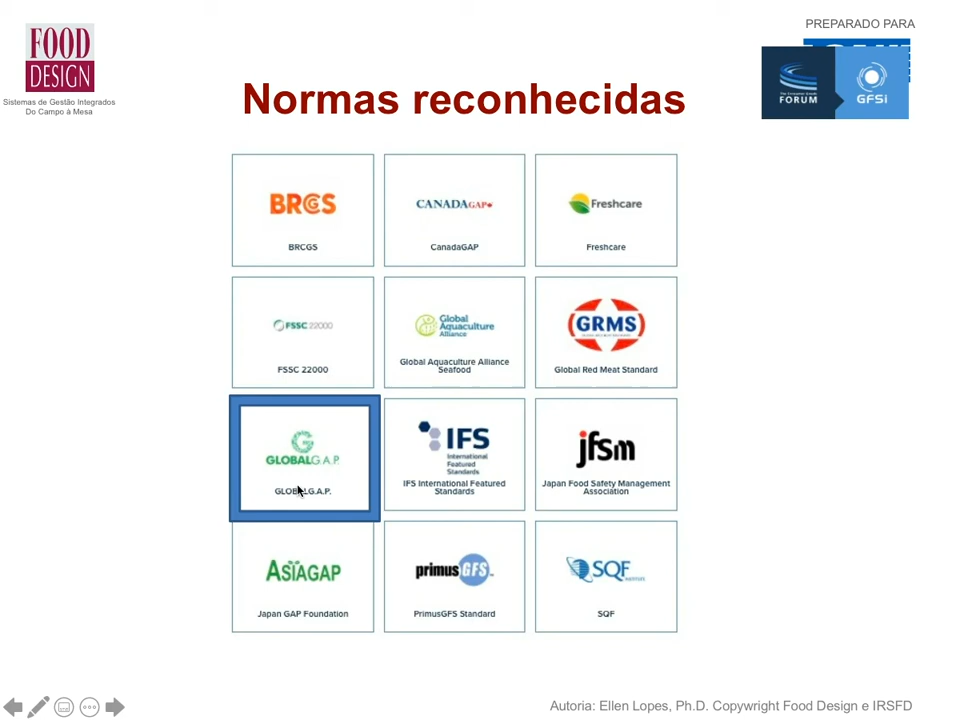 FOOD
DESIGN
Sistemas de Gestão Integrados
Do Campo à Mesa
PREPARADO PARA
FORUM
GFSi
Normas reconhecidas
BRCGS
BRCGS
CANADAGAP
CanadaGAP
Freshcare
Freshcare
FSSC 22000
FSSC 22000
Global
Aquaculture
Alliance
Global Aquaculture Alliance
Seafood
GRMS
Global Red Meat Standard
GLOBALG.A.P.
GLOBALG.A.P.
IFS
International
Featured
Standards
IFS International Featured
Standards
jfsm
Japan Food Safety Management
Association
ASIAGAP
Japan GAP Foundation
primusGFS
PrimusGFS Standard
SQF
SQF
Autoria: Ellen Lopes, Ph.D. Copywright Food Design e IRSFD